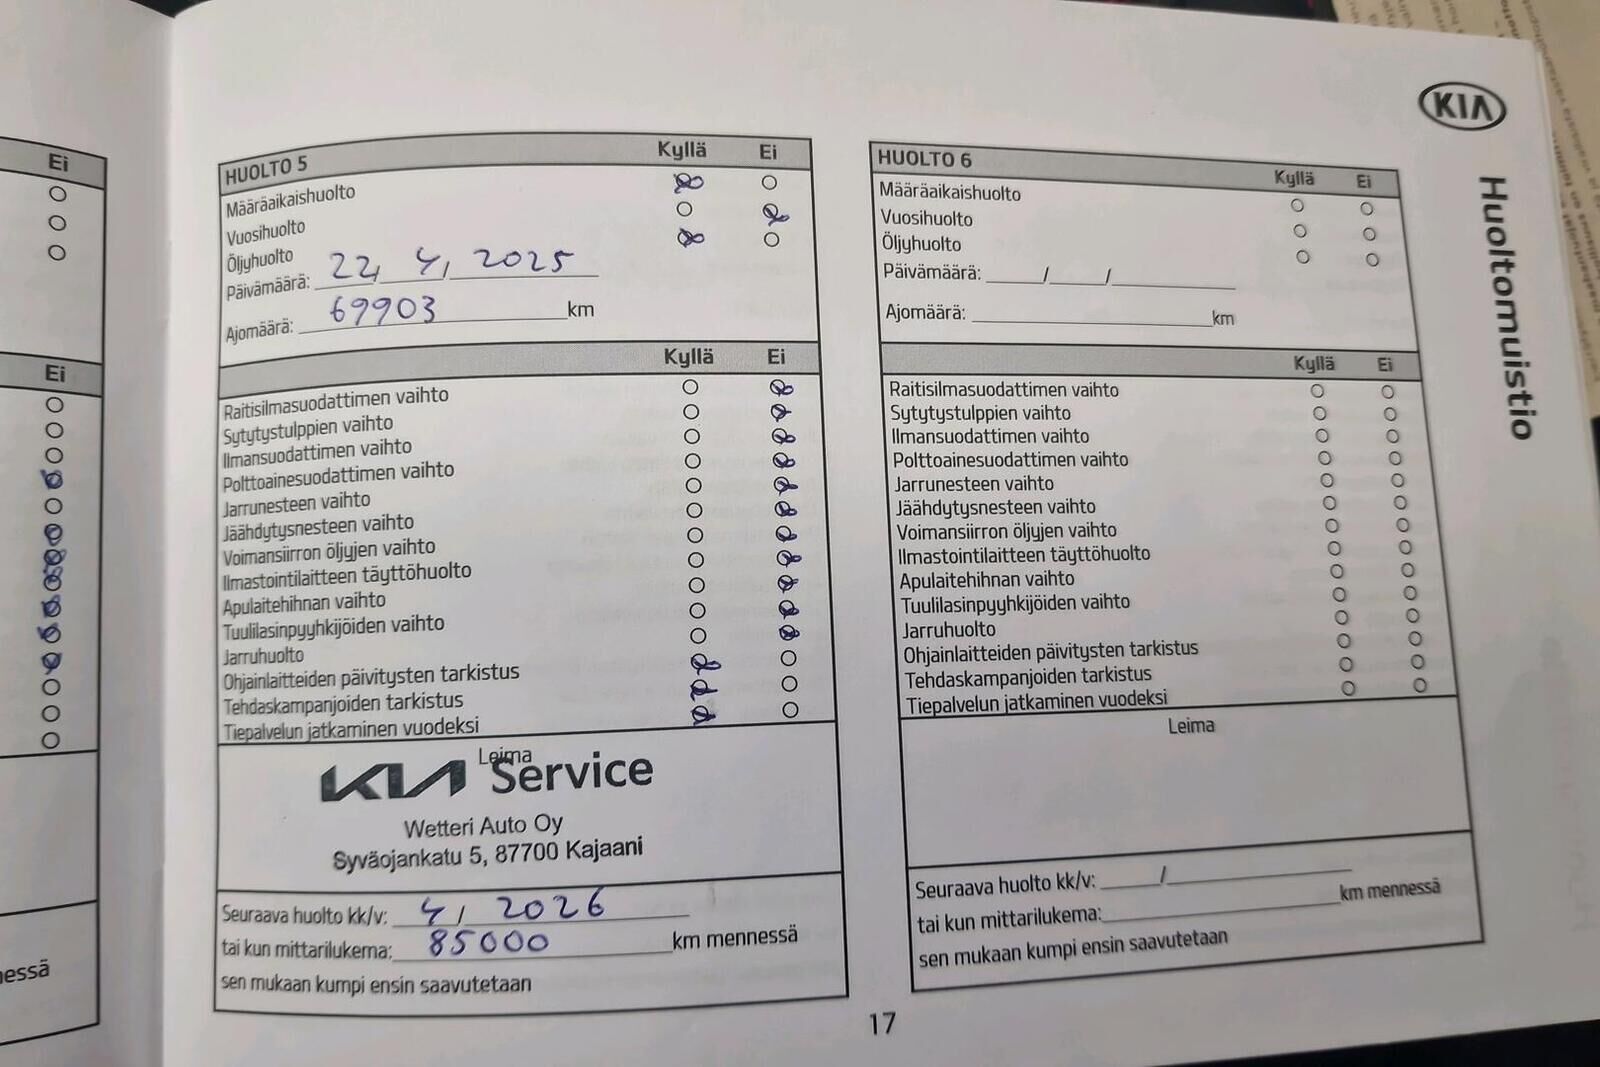 Ei
Ei
nessä
HUOLTO 5 Kyllä Ei
Määräaikaishuolto
Vuosihuolto
Öljyhuolto
Päivämäärä: 22, 4, 2025
Ajomäärä: 69903 km
Kyllä Ei
Raitisilmasuodattimen vaihto
Sytytystulppien vaihto
Ilmansuodattimen vaihto
Polttoainesuodattimen vaihto
Jarrunesteen vaihto
Jäähdytysnesteen vaihto
Voimansiirron öljyjen vaihto
Ilmastointilaitteen täyttöhuolto
Apulaitehihnan vaihto
Tuulilasinpyyhkijöiden vaihto
Jarruhuolto
Ohjainlaitteiden päivitysten tarkistus
Tehdaskampanjoiden tarkistus
Tiepalvelun jatkaminen vuodeksi
Leima
KIA Service
Wetteri Auto Oy
Syväojankatu 5, 87700 Kajaani
Seuraava huolto kk/v: 4 / 2026
tai kun mittarilukema: 85000 km mennessä
sen mukaan kumpi ensin saavutetaan
HUOLTO 6 Kyllä Ei
Määräaikaishuolto
Vuosihuolto
Öljyhuolto
Päivämäärä: / /
Ajomäärä: km
Kyllä Ei
Raitisilmasuodattimen vaihto
Sytytystulppien vaihto
Ilmansuodattimen vaihto
Polttoainesuodattimen vaihto
Jarrunesteen vaihto
Jäähdytysnesteen vaihto
Voimansiirron öljyjen vaihto
Ilmastointilaitteen täyttöhuolto
Apulaitehihnan vaihto
Tuulilasinpyyhkijöiden vaihto
Jarruhuolto
Ohjainlaitteiden päivitysten tarkistus
Tehdaskampanjoiden tarkistus
Tiepalvelun jatkaminen vuodeksi
Leima
Seuraava huolto kk/v: /
tai kun mittarilukema: km mennessä
sen mukaan kumpi ensin saavutetaan
KIA
Huoltomuistio
17